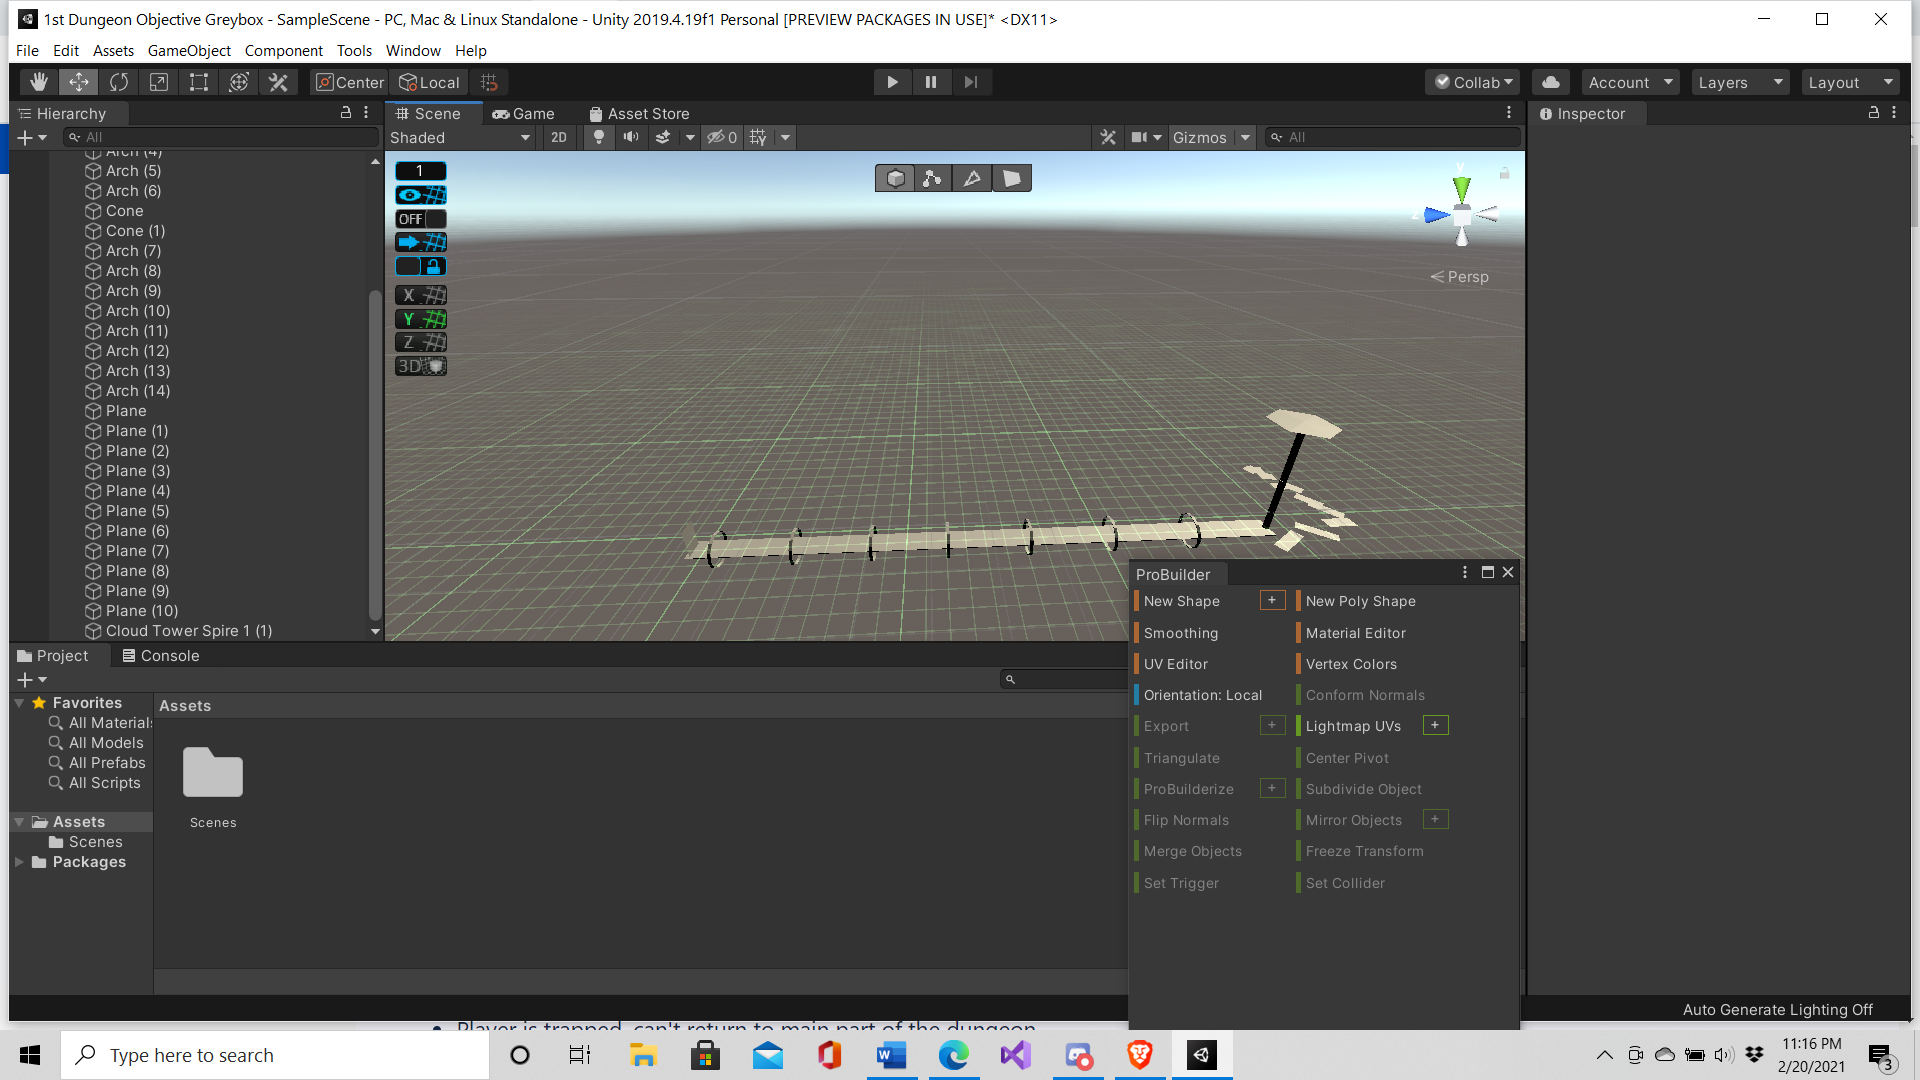 1st Dungeon Objective Greybox - SampleScene - PC, Mac & Linux Standalone - Unity 2019.4.19f1 Personal [PREVIEW PACKAGES IN USE]* <DX11>
File Edit Assets GameObject Component Tools Window Help
Center Local Collab Account Layers Layout
Hierarchy
All
Arch (4)
Arch (5)
Arch (6)
Cone
Cone (1)
Arch (7)
Arch (8)
Arch (9)
Arch (10)
Arch (11)
Arch (12)
Arch (13)
Arch (14)
Plane
Plane (1)
Plane (2)
Plane (3)
Plane (4)
Plane (5)
Plane (6)
Plane (7)
Plane (8)
Plane (9)
Plane (10)
Cloud Tower Spire 1 (1)
Scene Game Asset Store
Shaded 2D 0 Gizmos All
1
OFF
X
Y
Z
3D
y
z
Persp
Inspector
ProBuilder
New Shape + New Poly Shape
Smoothing Material Editor
UV Editor Vertex Colors
Orientation: Local Conform Normals
Export + Lightmap UVs +
Triangulate Center Pivot
ProBuilderize + Subdivide Object
Flip Normals Mirror Objects +
Merge Objects Freeze Transform
Set Trigger Set Collider
Project Console
Favorites
All Materials
All Models
All Prefabs
All Scripts
Assets
Scenes
Packages
Assets
Scenes
Auto Generate Lighting Off
Player is trapped, can't return to main part of the dungeon
Type here to search
11:16 PM
2/20/2021
3